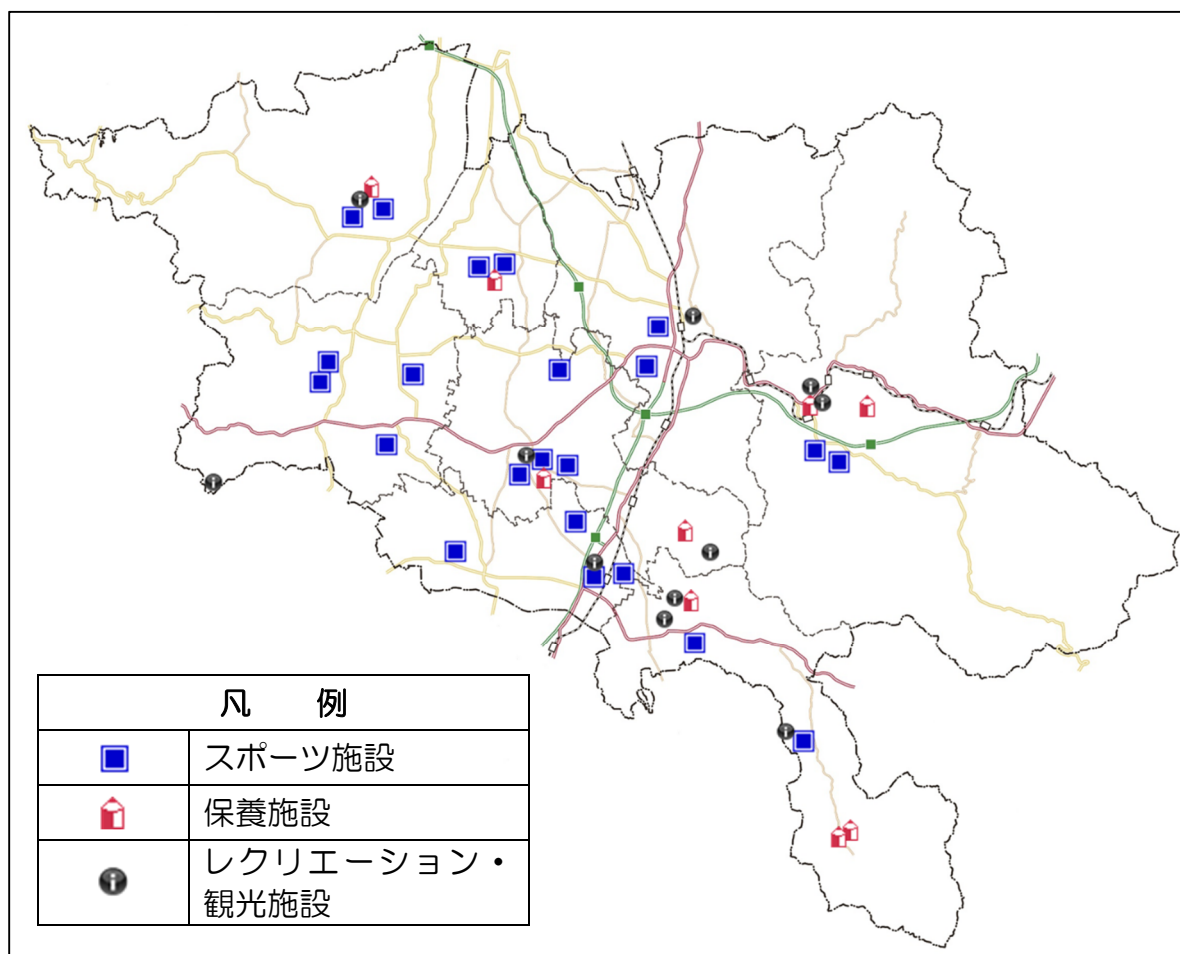 凡　例
スポーツ施設
保養施設
レクリエーション・
観光施設